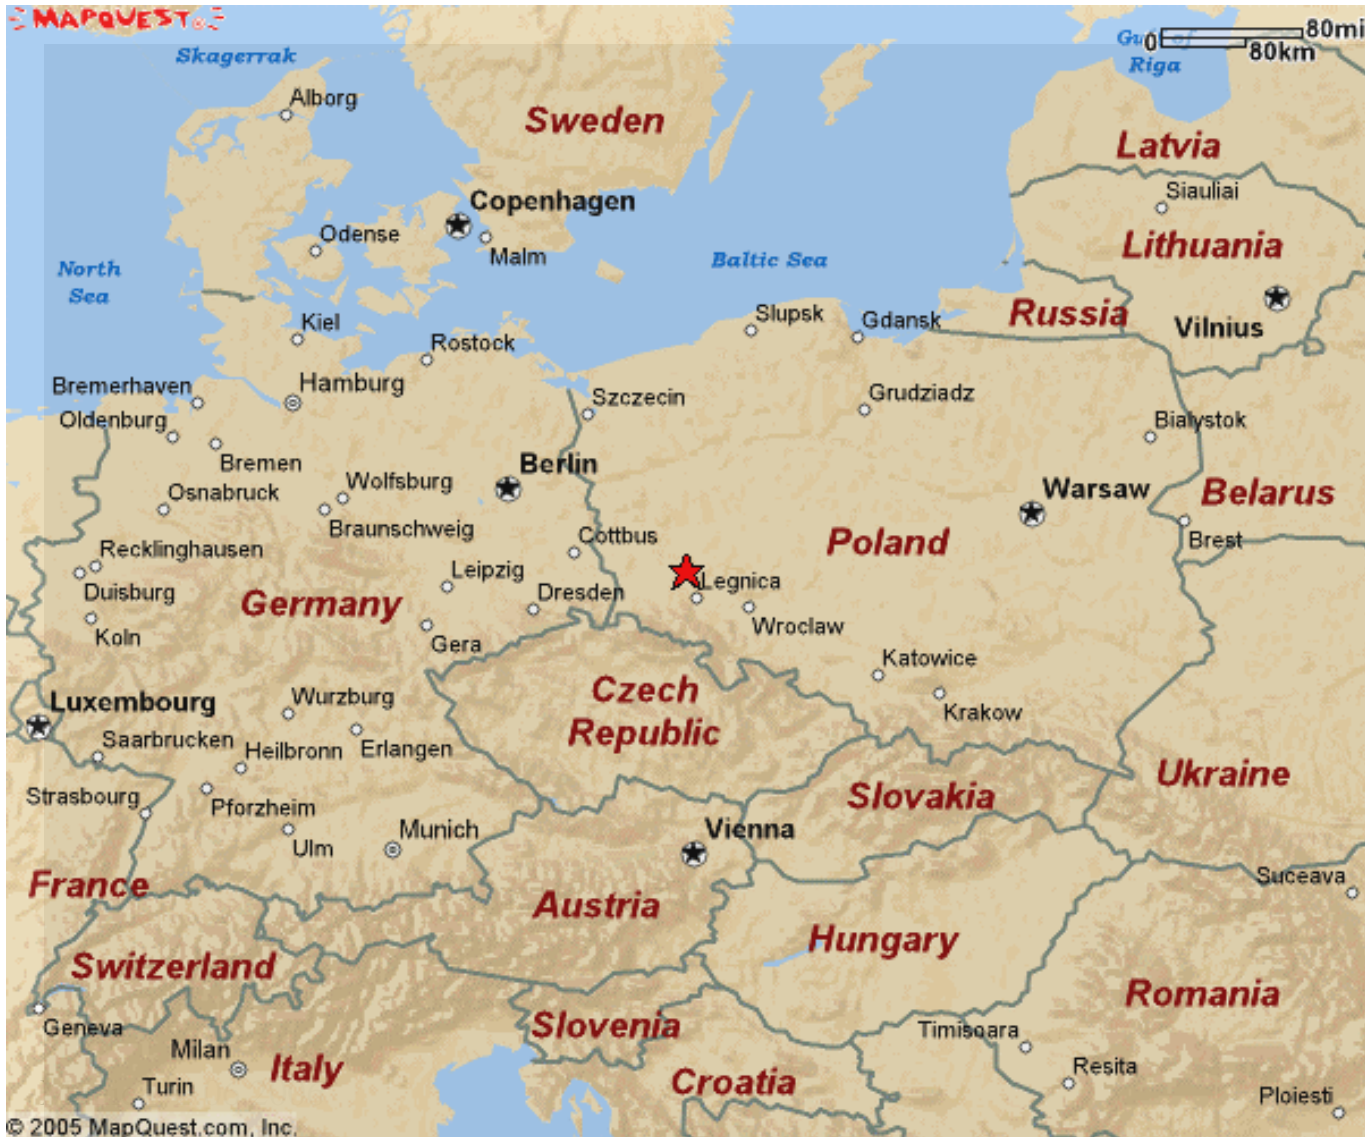 MAPQUEST
Skagerrak
Gulf of
Riga
0
80mi
80km
Alborg
Sweden
Latvia
Siauliai
Copenhagen
Odense
Malm
Lithuania
North
Sea
Baltic Sea
Russia
Vilnius
Kiel
Rostock
Slupsk
Gdansk
Bremerhaven
Hamburg
Szczecin
Grudziadz
Oldenburg
Bialystok
Bremen
Berlin
Wolfsburg
Osnabruck
Warsaw
Belarus
Braunschweig
Cottbus
Poland
Brest
Recklinghausen
Leipzig
Legnica
Duisburg
Germany
Dresden
Wroclaw
Koln
Gera
Katowice
Luxembourg
Wurzburg
Czech
Republic
Krakow
Saarbrucken
Heilbronn
Erlangen
Ukraine
Strasbourg
Pforzheim
Slovakia
Ulm
Munich
Vienna
France
Suceava
Austria
Hungary
Switzerland
Romania
Geneva
Slovenia
Timisoara
Milan
Italy
Resita
Croatia
Turin
Ploiesti
© 2005 MapQuest.com, Inc.